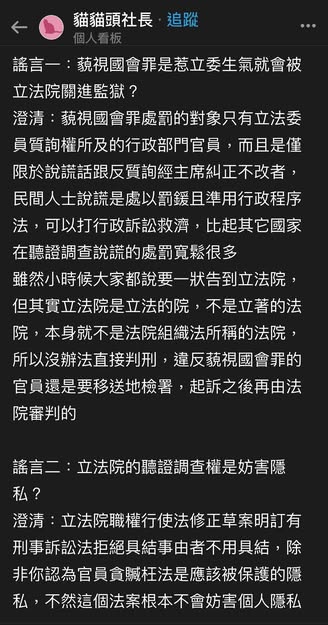 貓貓頭社長 · 追蹤
個人看板
謠言一：藐視國會罪是惹立委生氣就會被
立法院關進監獄？
澄清：藐視國會罪處罰的對象只有立法委
員質詢權所及的行政部門官員，而且是僅
限於說謊話跟反質詢經主席糾正不改者，
民間人士說謊是處以罰鍰且準用行政程序
法，可以打行政訴訟救濟，比起其它國家
在聽證調查說謊的處罰寬鬆很多
雖然小時候大家都說要一狀告到立法院，
但其實立法院是立法的院，不是立著的法
院，本身就不是法院組織法所稱的法院，
所以沒辦法直接判刑，違反藐視國會罪的
官員還是要移送地檢署，起訴之後再由法
院審判的
謠言二：立法院的聽證調查權是妨害隱
私？
澄清：立法院職權行使法修正草案明訂有
刑事訴訟法拒絕具結事由者不用具結，除
非你認為官員貪贓枉法是應該被保護的隱
私，不然這個法案根本不會妨害個人隱私